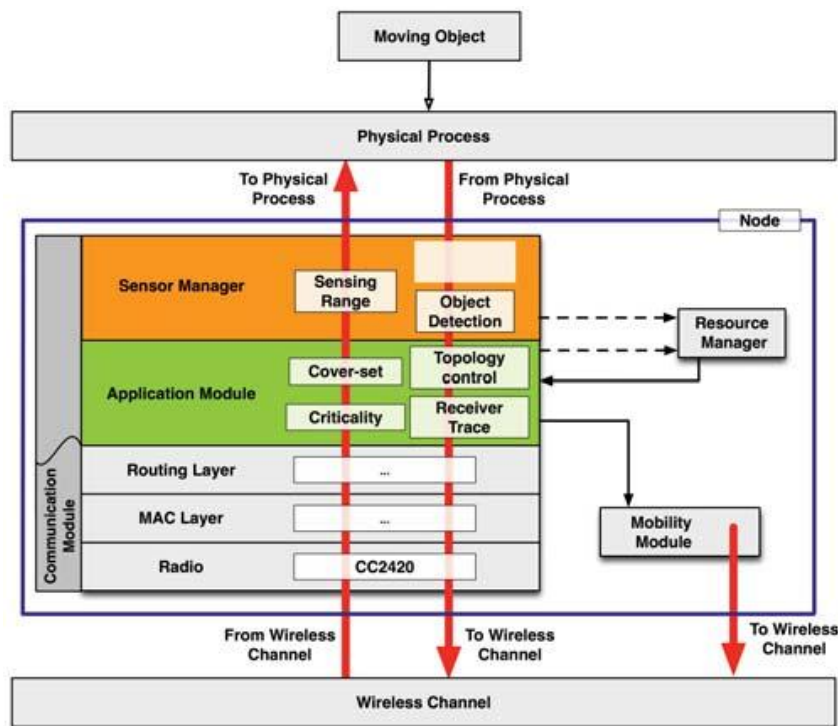 Moving Object
Physical Process
To Physical
Process
From Physical
Process
Node
Sensor Manager
Sensing
Range
Object
Detection
Resource
Manager
Application Module
Cover-set
Topology
control
Criticality
Receiver
Trace
Communication
Module
Routing Layer
...
MAC Layer
...
Radio
CC2420
Mobility
Module
From Wireless
Channel
To Wireless
Channel
To Wireless
Channel
Wireless Channel